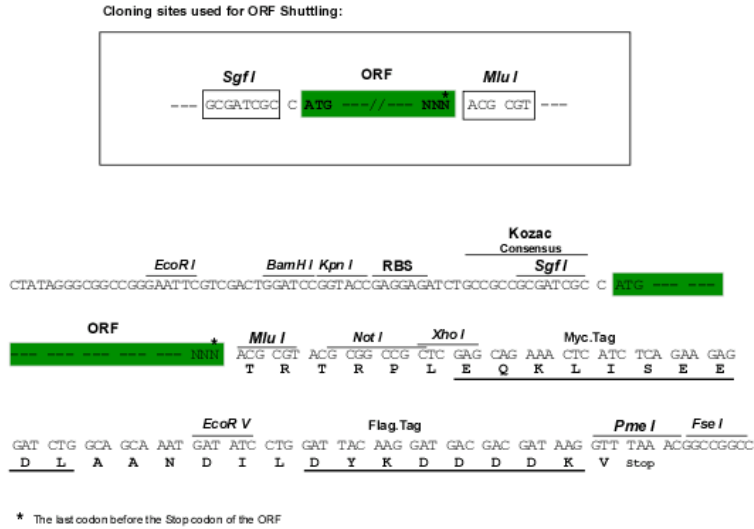 Cloning sites used for ORF Shuttling:
Sgf I ORF Mlu I
*
--- GCGATCGC C ATG ---//--- NNN ACG CGT ---
Kozac
Consensus
EcoR I BamH I Kpn I RBS Sgf I
CTATAGGGCGGCCGGGAATTCGTCGACTGGATCCGGTACCGAGGAGATCTGCCGCCGCGATCGC C ATG --- ---
ORF
* Mlu I Not I Xho I Myc.Tag
--- --- --- --- --- NNN ACG CGT ACG CGG CCG CTC GAG CAG AAA CTC ATC TCA GAA GAG
T R T R P L E Q K L I S E E
EcoR V Flag.Tag Pme I Fse I
GAT CTG GCA GCA AAT GAT ATC CTG GAT TAC AAG GAT GAC GAC GAT AAG GTT TAA ACGGCCGGCC
D L A A N D I L D Y K D D D D K V Stop
* The last codon before the Stop codon of the ORF